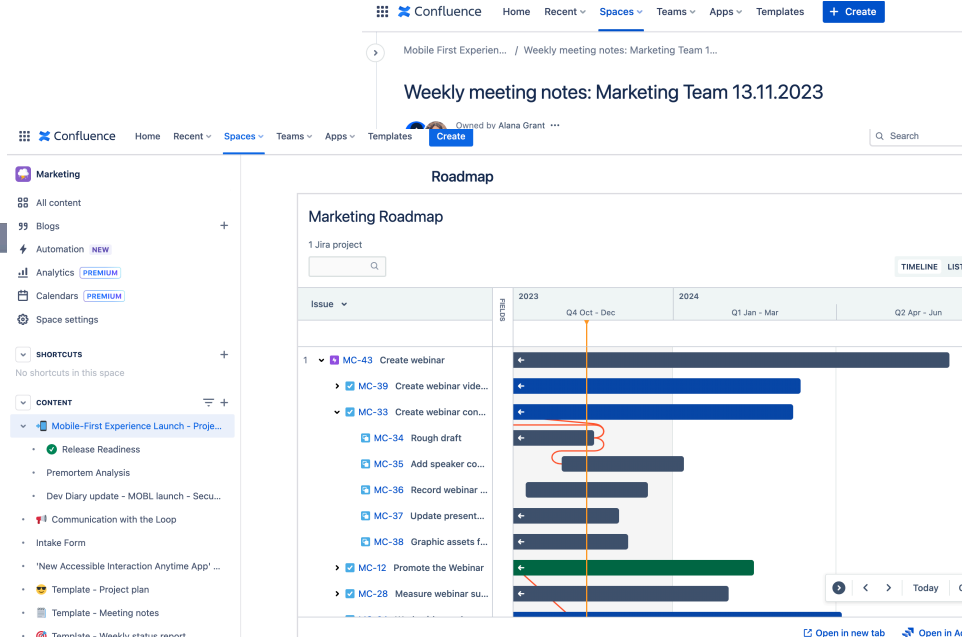 Confluence Home Recent Spaces Teams Apps Templates + Create
Mobile First Experien... / Weekly meeting notes: Marketing Team 1...
Weekly meeting notes: Marketing Team 13.11.2023
Owned by Alana Grant •••
Confluence Home Recent Spaces Teams Apps Templates Create Search
Marketing
All content
Blogs
Automation NEW
Analytics PREMIUM
Calendars PREMIUM
Space settings
SHORTCUTS
No shortcuts in this space
CONTENT
Mobile-First Experience Launch - Proje...
Release Readiness
Premortem Analysis
Dev Diary update - MOBL launch - Secu...
Communication with the Loop
Intake Form
'New Accessible Interaction Anytime App' ...
Template - Project plan
Template - Meeting notes
Template - Weekly status report
Roadmap
Marketing Roadmap
1 Jira project
TIMELINE LIST
Issue
FIELDS
2023 2024
Q4 Oct - Dec Q1 Jan - Mar Q2 Apr - Jun
1 MC-43 Create webinar
MC-39 Create webinar vide...
MC-33 Create webinar con...
MC-34 Rough draft
MC-35 Add speaker co...
MC-36 Record webinar ...
MC-37 Update present...
MC-38 Graphic assets f...
MC-12 Promote the Webinar
MC-28 Measure webinar su...
Today
Open in new tab Open in